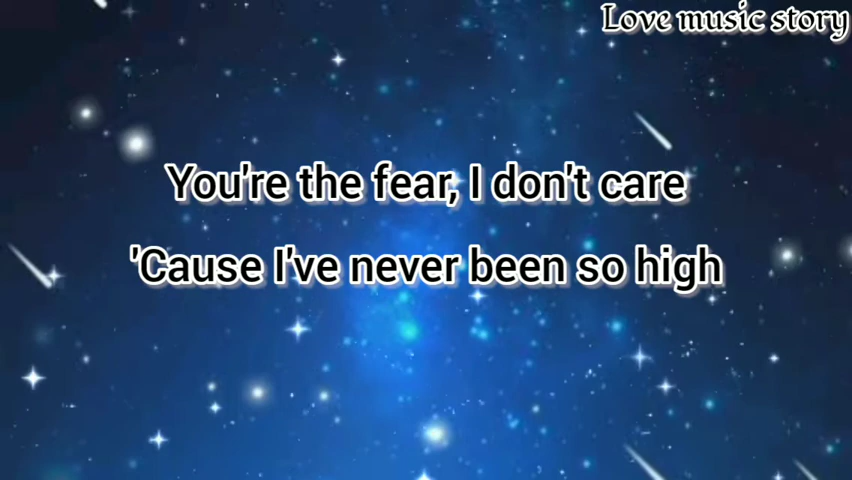 Love music story
You're the fear, I don't care
'Cause I've never been so high